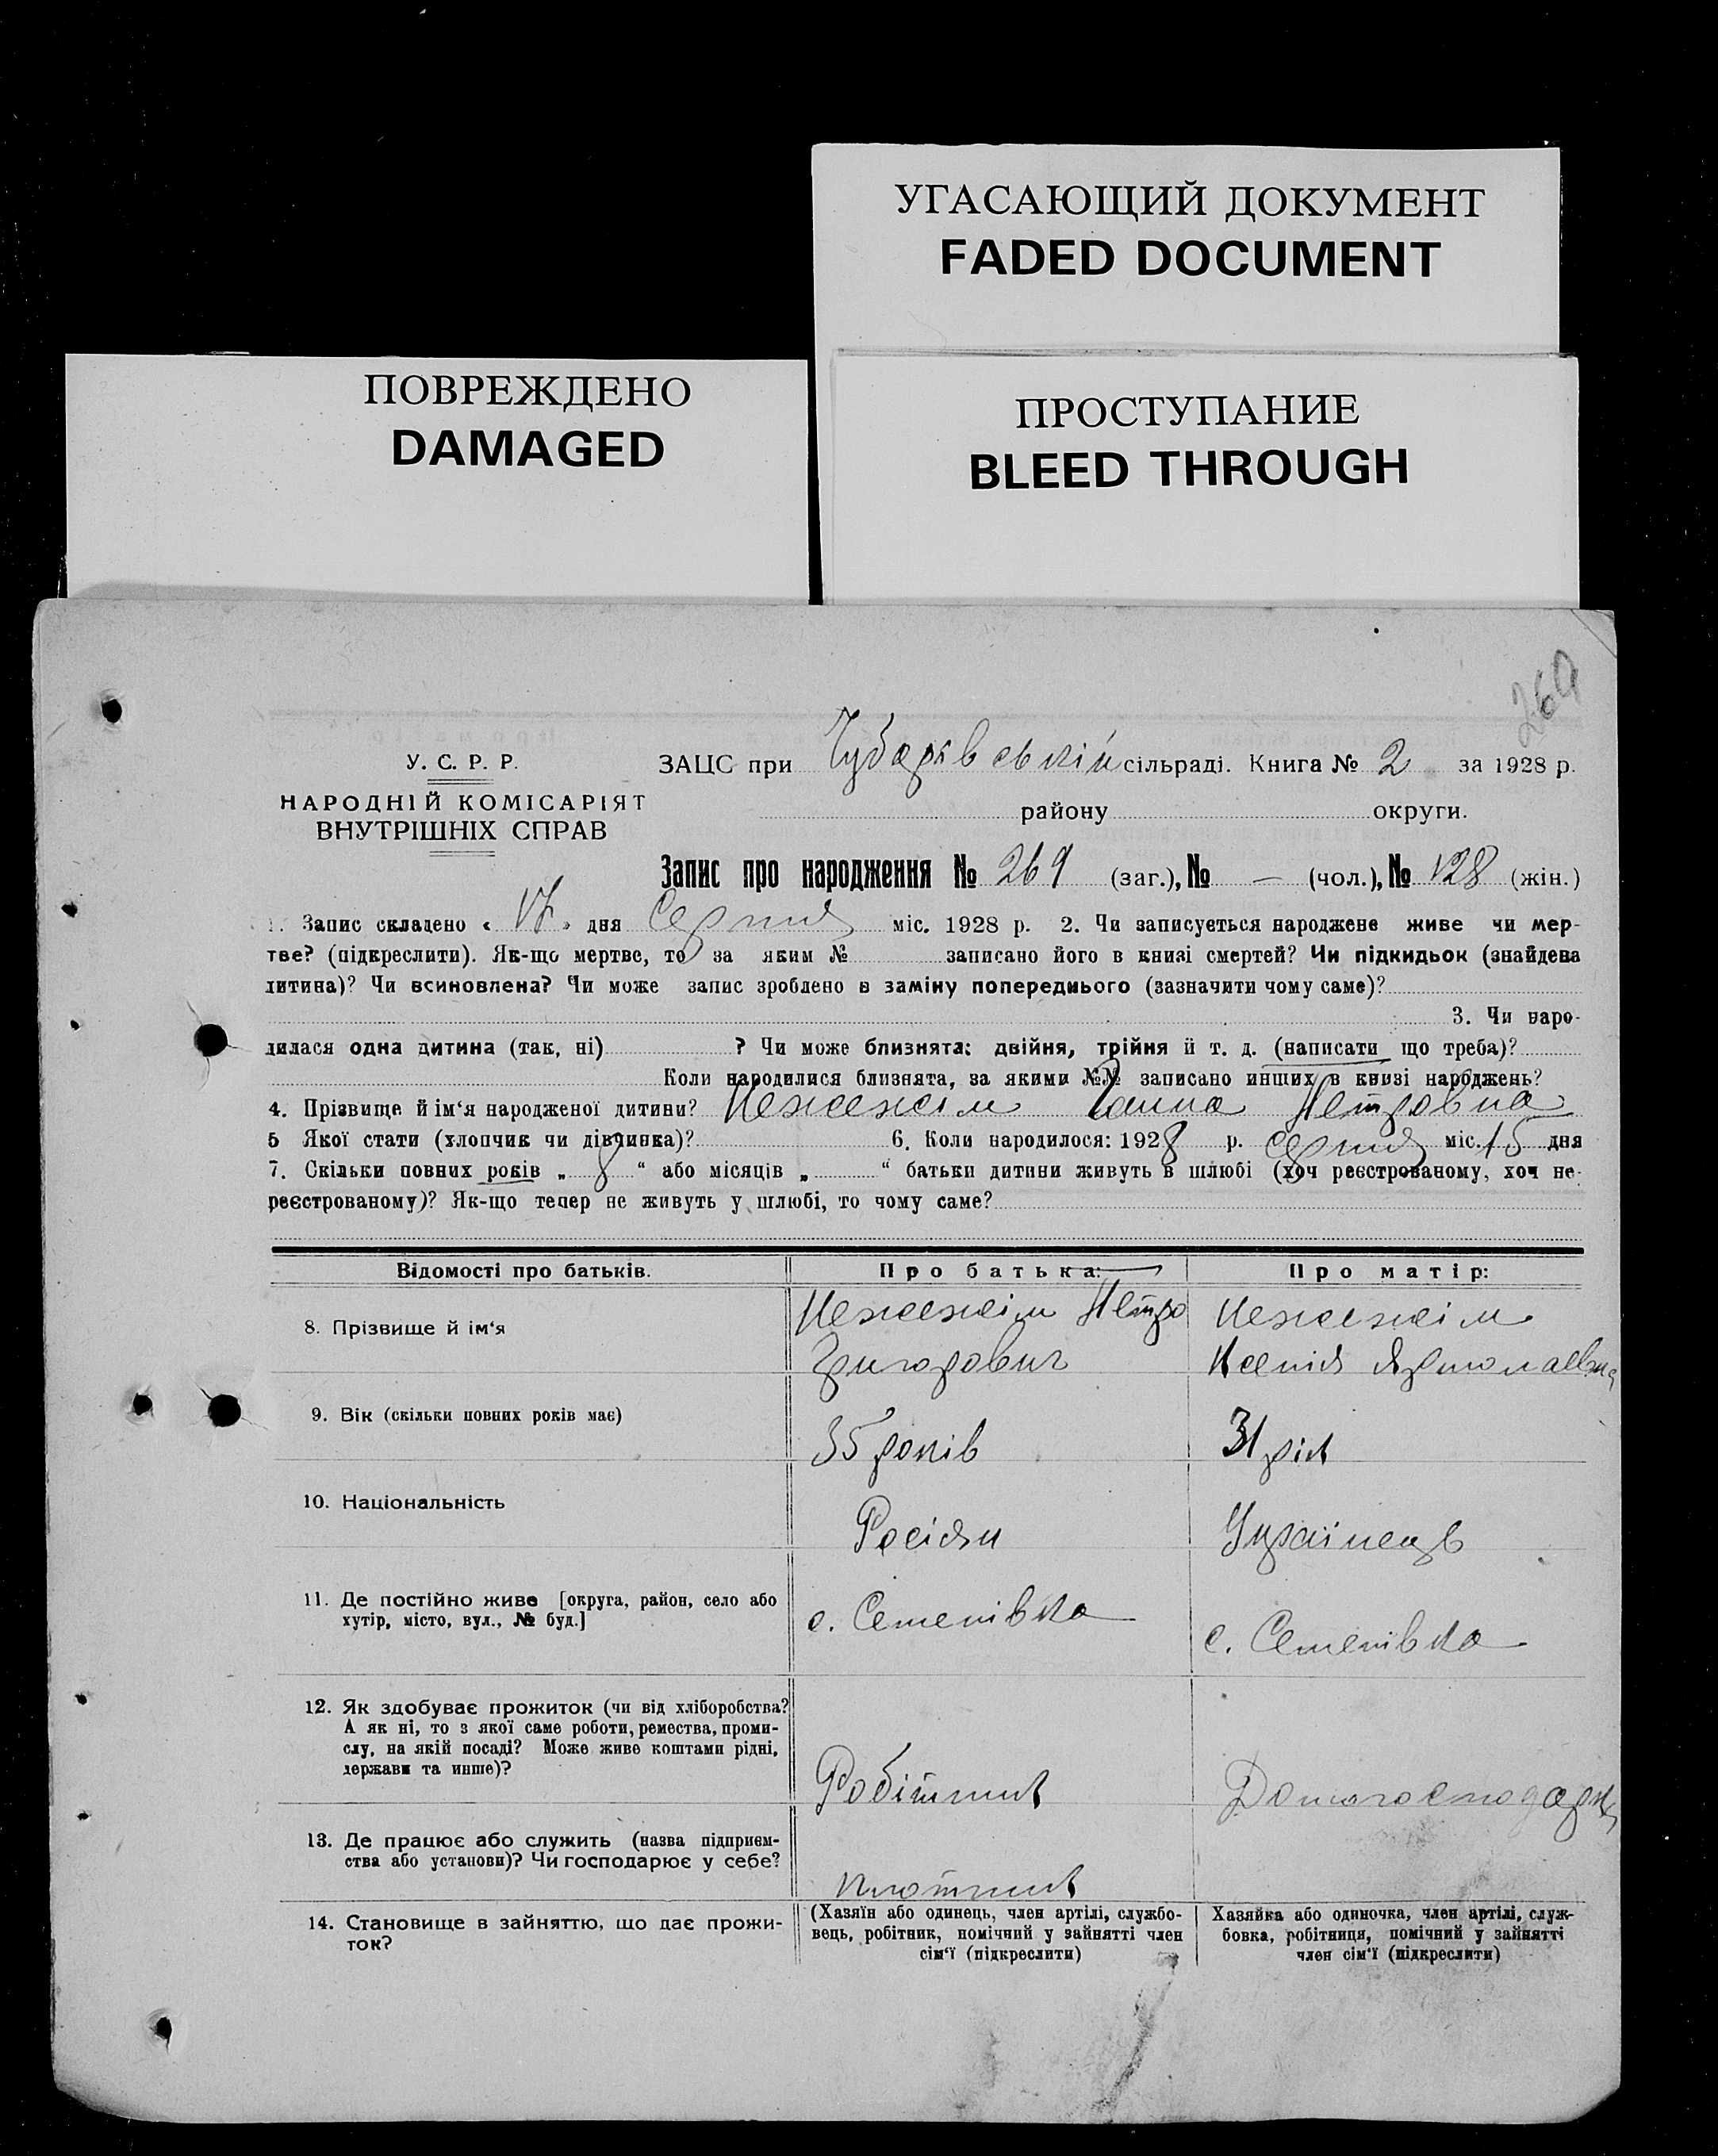 УГАСАЮЩИЙ ДОКУМЕНТ
FADED DOCUMENT
ПОВРЕЖДЕНО
DAMAGED
ПРОСТУПАНИЕ
BLEED THROUGH
269
У. С. Р. Р.
НАРОДНІЙ КОМІСАРІЯТ
ВНУТРІШНІХ СПРАВ
ЗАЦС при Чубарівській сільраді. Книга № 2 за 1928 р.
району округи.
Запис про народження № 269 (заг.), № — (чол.), № 128 (жін.)
1. Запис складено « 17 » дня Серпня міс. 1928 р. 2. Чи записується народжене живе чи мер-
тве? (підкреслити). Як-що мертве, то за яким № записано його в книзі смертей? Чи підкидьок (знайдена
дитина)? Чи всиновлена? Чи може запис зроблено в заміну попереднього (зазначити чому саме)?
3. Чи наро-
дилася одна дитина (так, ні) ? Чи може близнята: двійня, трійня й т. д. (написати що треба)?
Коли народилися близнята, за якими №№ записано инших в книзі народжень?
4. Прізвище й ім‘я народженої дитини? Ганна Петровна
5 Якої стати (хлопчик чи дівчинка)? 6. Коли народилося: 1928 р. серпня міс. 15 дня
7. Скільки повних років „ 8 “ або місяців „ “ батьки дитини живуть в шлюбі (хоч реєстрованому, хоч не-
реєстрованому)? Як-що тепер не живуть у шлюбі, то чому саме?
Відомості про батьків. Про батька: Про матір:
8. Прізвище й ім‘я
Петро
Григорович Ксенія
9. Вік (скільки повних років має)
35 років 31 рік
10. Національність
Росіян Українець
11. Де постійно живе [округа, район, село або
хутір, місто, вул., № буд.]
с. Семенівка с. Семенівка
12. Як здобуває прожиток (чи від хліборобства?
А як ні, то з якої саме роботи, ремества, проми-
слу, на якій посаді? Може живе коштами рідні,
держави та инше)?
Робітник
13. Де працює або служить (назва підприєм-
ства або установи)? Чи господарює у себе?
Плотник
14. Становище в зайняттю, що дає прожи-
ток?
(Хазяїн або одинець, член артілі, службо-
вець, робітник, помічний у зайнятті член
сім‘ї (підкреслити)
Хазяйка або одиночка, член артілі, служ-
бовка, робітниця, помічний у зайнятті
член сім‘ї (підкреслити)